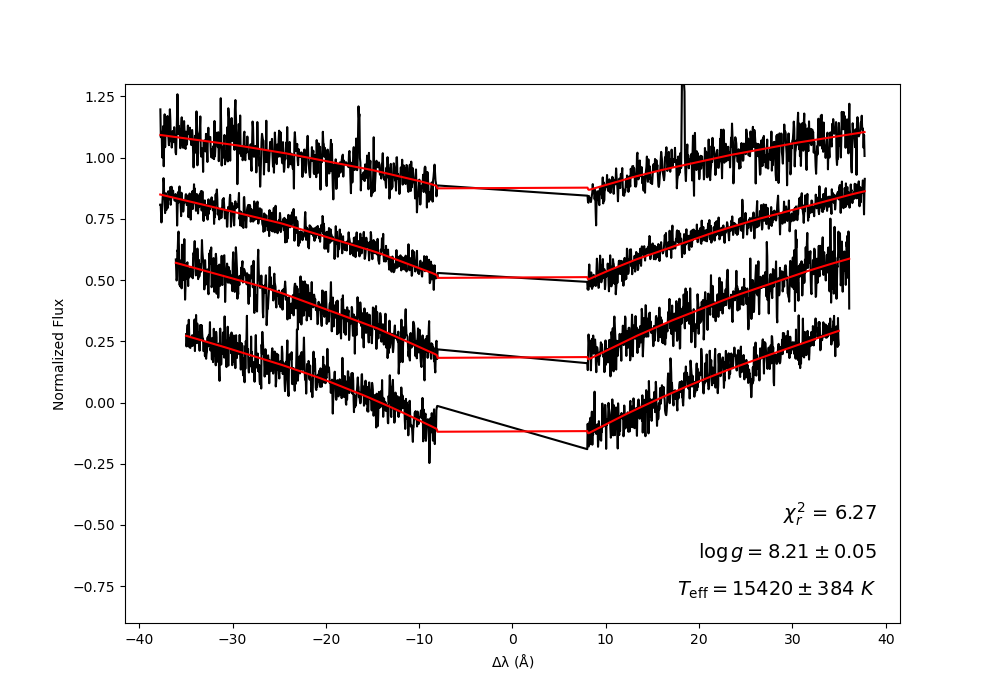 1.25
1.00
0.75
0.50
0.25
0.00
−0.25
−0.50
−0.75
Normalized Flux
χ²ᵣ = 6.27
log g = 8.21 ± 0.05
T_eff = 15420 ± 384 K
−40 −30 −20 −10 0 10 20 30 40
Δλ (Å)